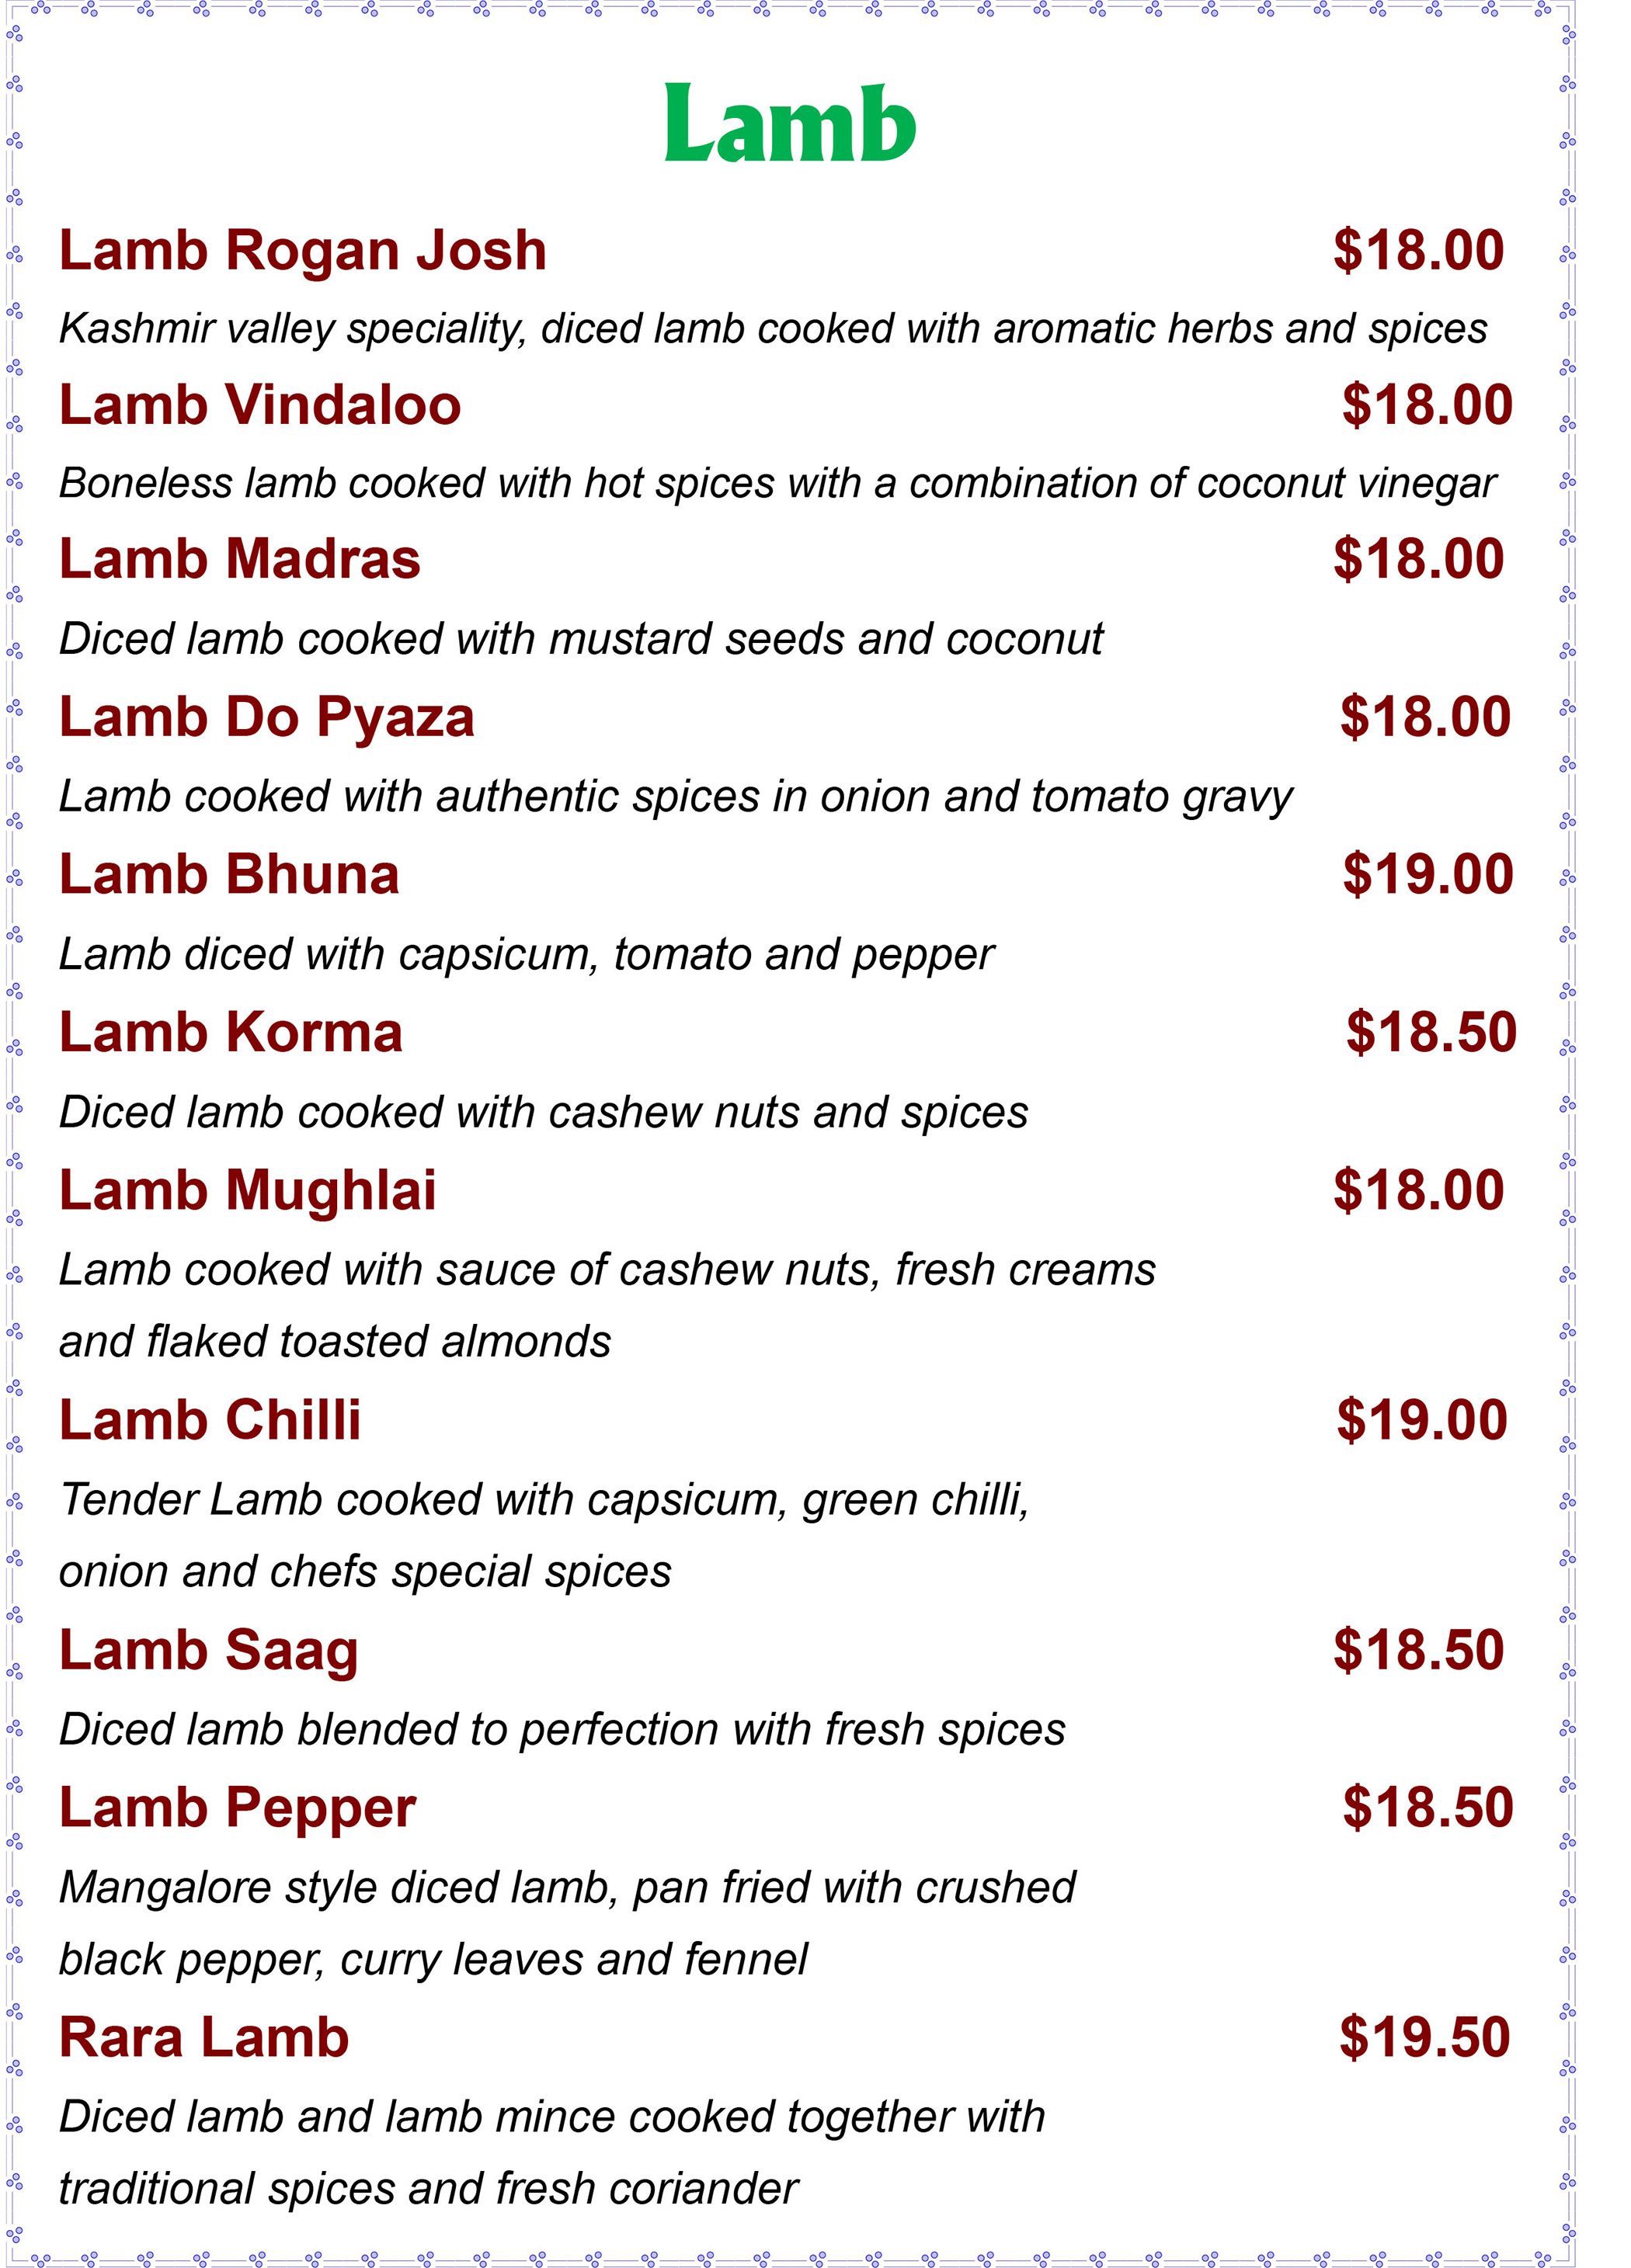 Lamb
Lamb Rogan Josh $18.00
Kashmir valley speciality, diced lamb cooked with aromatic herbs and spices
Lamb Vindaloo $18.00
Boneless lamb cooked with hot spices with a combination of coconut vinegar
Lamb Madras $18.00
Diced lamb cooked with mustard seeds and coconut
Lamb Do Pyaza $18.00
Lamb cooked with authentic spices in onion and tomato gravy
Lamb Bhuna $19.00
Lamb diced with capsicum, tomato and pepper
Lamb Korma $18.50
Diced lamb cooked with cashew nuts and spices
Lamb Mughlai $18.00
Lamb cooked with sauce of cashew nuts, fresh creams
and flaked toasted almonds
Lamb Chilli $19.00
Tender Lamb cooked with capsicum, green chilli,
onion and chefs special spices
Lamb Saag $18.50
Diced lamb blended to perfection with fresh spices
Lamb Pepper $18.50
Mangalore style diced lamb, pan fried with crushed
black pepper, curry leaves and fennel
Rara Lamb $19.50
Diced lamb and lamb mince cooked together with
traditional spices and fresh coriander